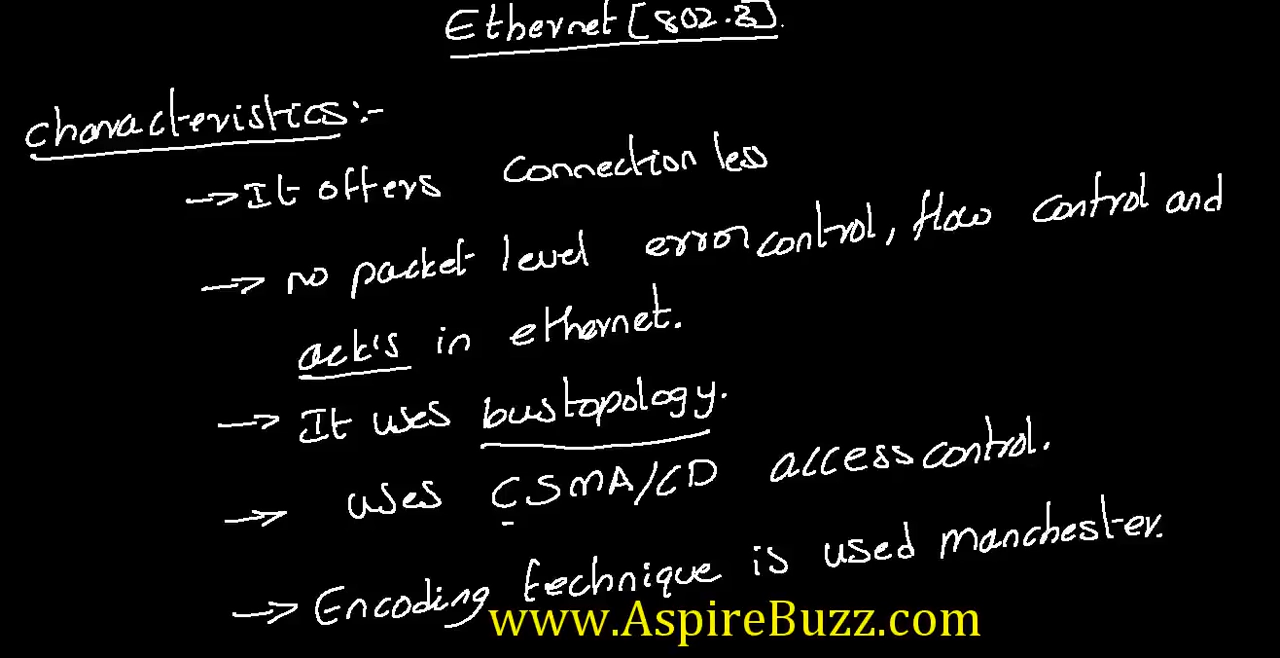 Ethernet [802.3].
characteristics:-
→ It offers connection less
→ no packet level error control, flow control and
ack's in ethernet.
→ It uses bus topology.
→ uses CSMA/CD access control.
→ Encoding technique is used manchester.
www.AspireBuzz.com